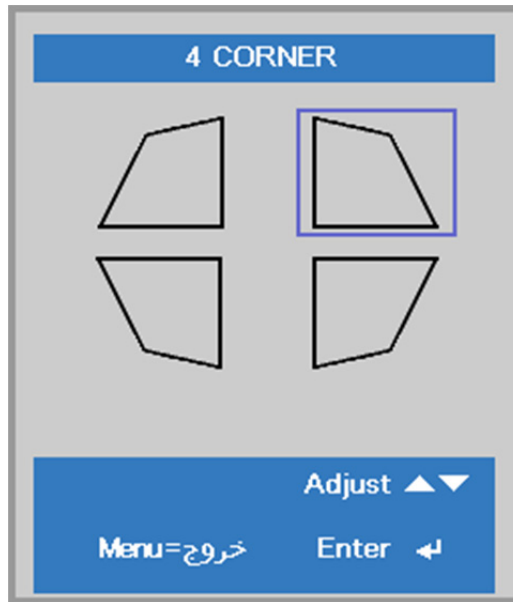 4 CORNER
Adjust ▲▼
Menu=خروج Enter ↵